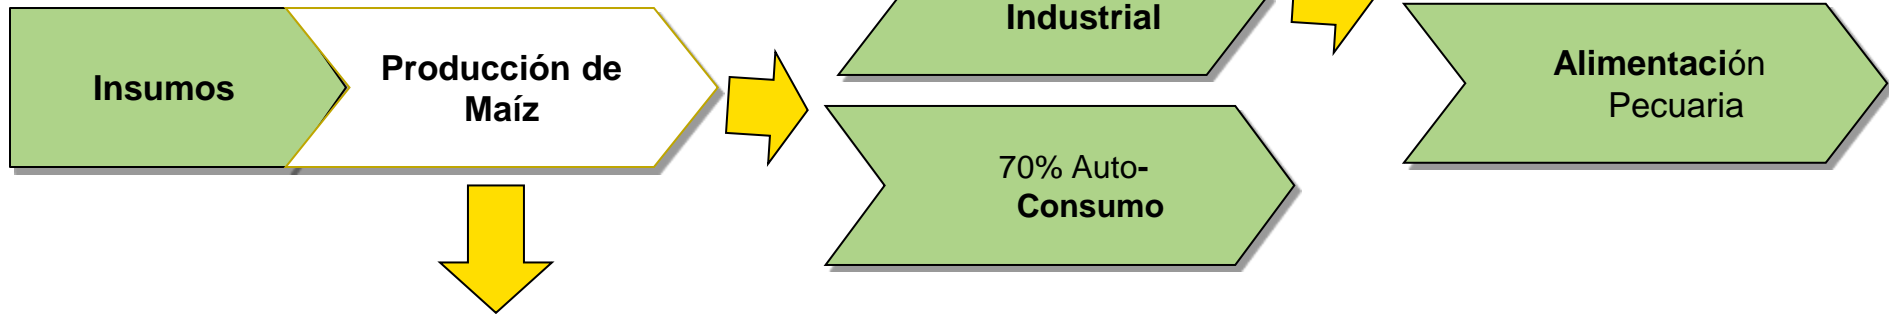 Insumos
Producción de
Maíz
Industrial
70% Auto-
Consumo
Alimentación
Pecuaria